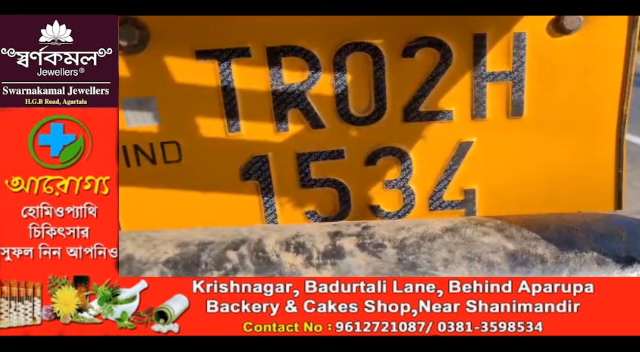 স্বর্ণকমল
Jewellers®
Swarnakamal Jewellers
H.G.B Road, Agartala
আরোগ্য
হোমিওপ্যাথি
চিকিৎসার
সুফল নিন আপনিও
TR02H
IND
1534
Krishnagar, Badurtali Lane, Behind Aparupa
Backery & Cakes Shop,Near Shanimandir
Contact No : 9612721087/ 0381-3598534